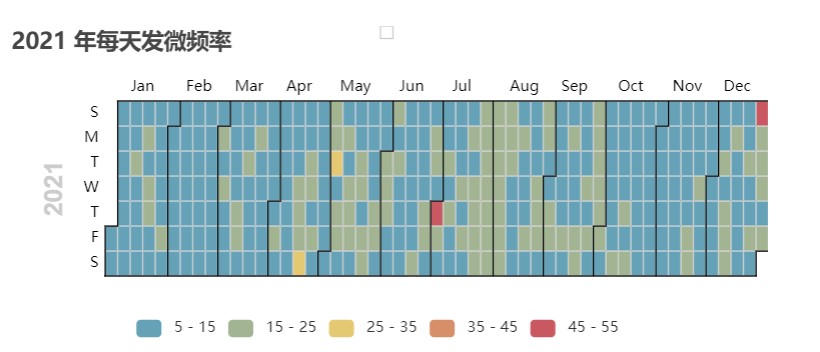 2021 年每天发微频率
Jan Feb Mar Apr May Jun Jul Aug Sep Oct Nov Dec
S
M
T
W
T
F
S
2021
5 - 15 15 - 25 25 - 35 35 - 45 45 - 55